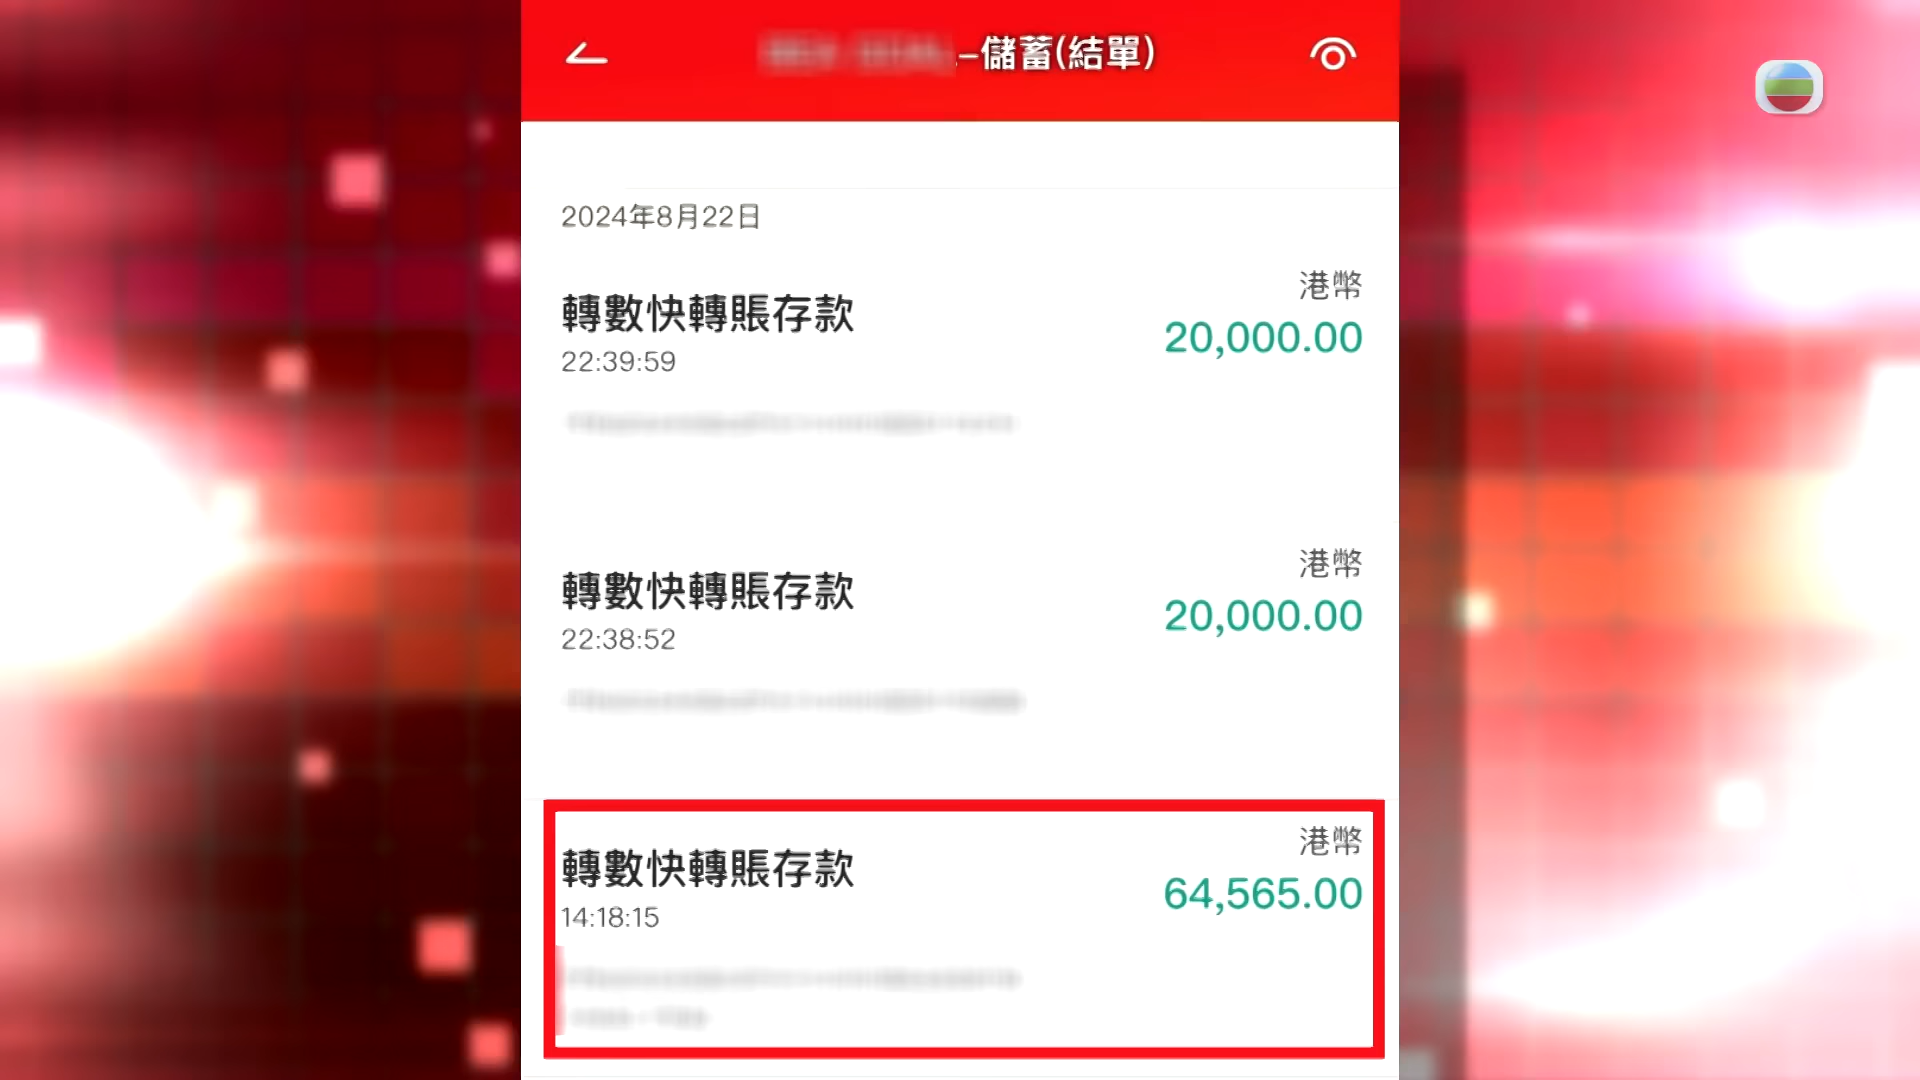 –儲蓄(結單)
2024年8月22日
港幣
轉數快轉賬存款
20,000.00
22:39:59
港幣
轉數快轉賬存款
20,000.00
22:38:52
港幣
轉數快轉賬存款
64,565.00
14:18:15